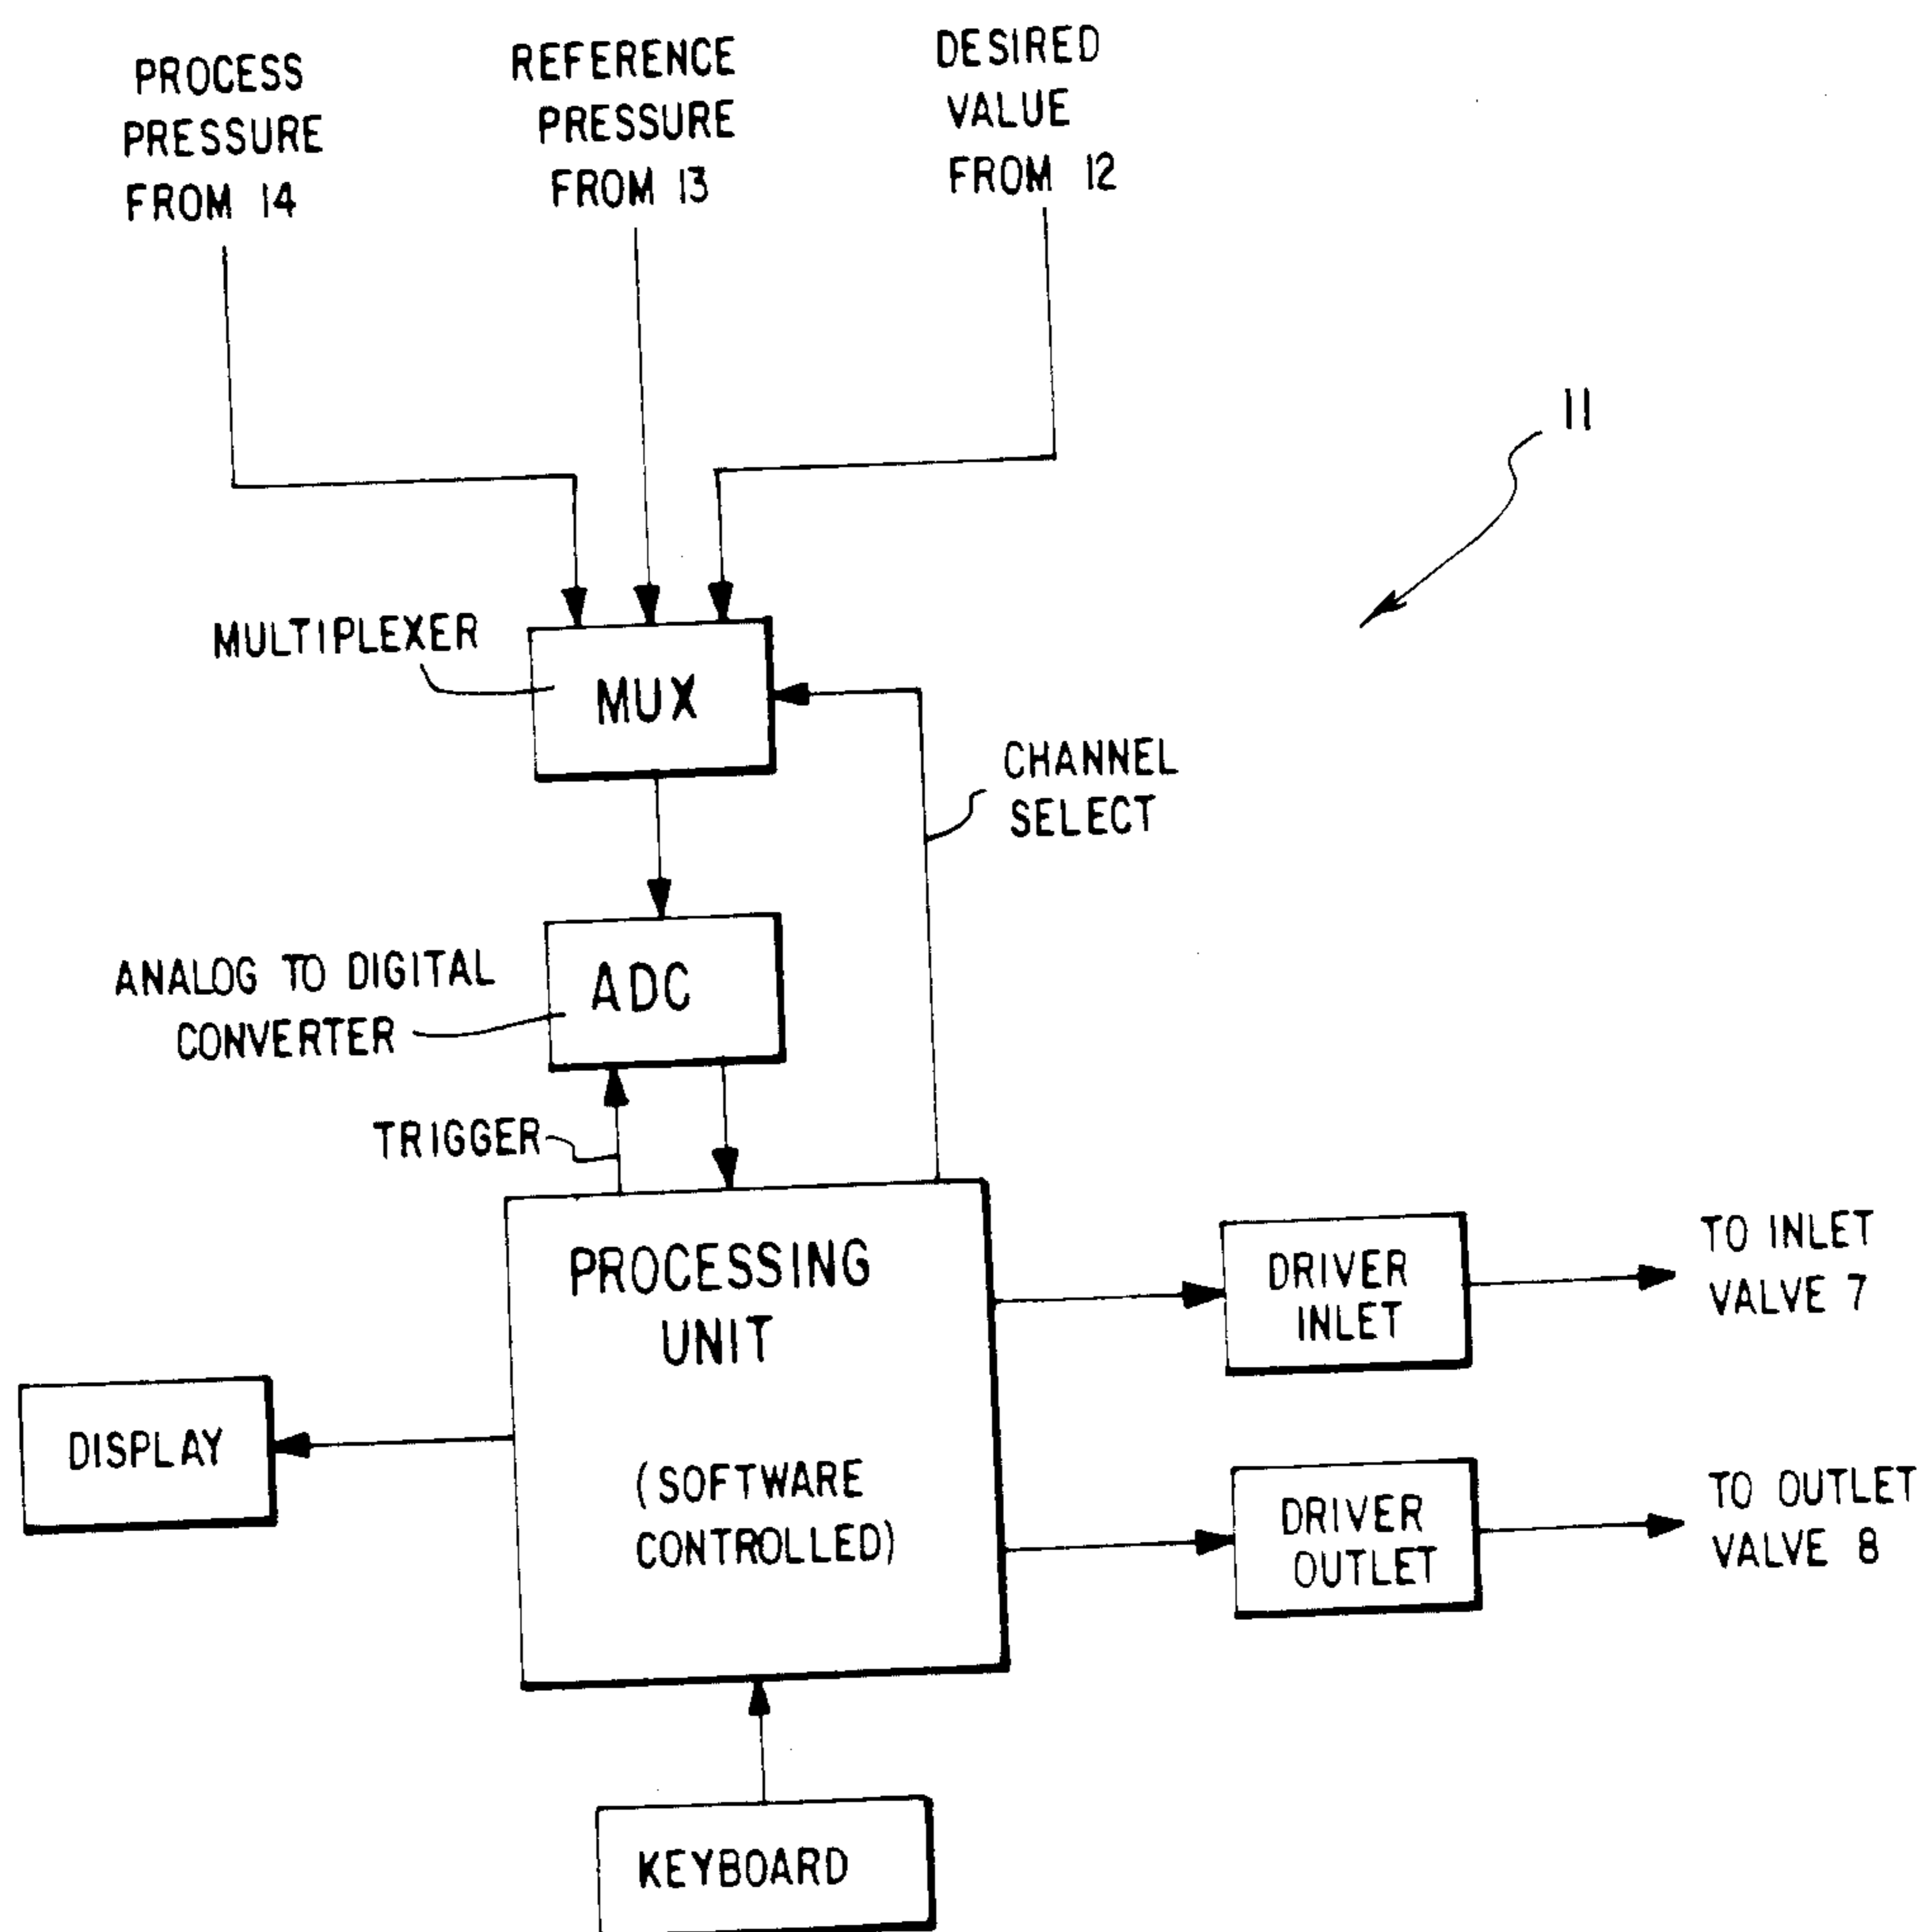 PROCESS
PRESSURE
FROM 14
REFERENCE
PRESSURE
FROM 13
DESIRED
VALUE
FROM 12
11
MULTIPLEXER
MUX
CHANNEL
SELECT
ANALOG TO DIGITAL
CONVERTER
ADC
TRIGGER
PROCESSING
UNIT
(SOFTWARE
CONTROLLED)
DRIVER
INLET
TO INLET
VALVE 7
DISPLAY
DRIVER
OUTLET
TO OUTLET
VALVE 8
KEYBOARD